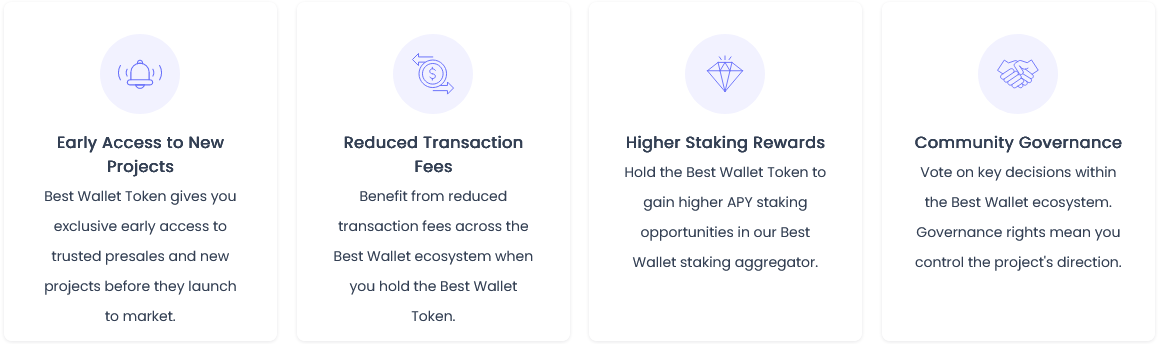 Early Access to New
Projects
Best Wallet Token gives you
exclusive early access to
trusted presales and new
projects before they launch
to market.
Reduced Transaction
Fees
Benefit from reduced
transaction fees across the
Best Wallet ecosystem when
you hold the Best Wallet
Token.
Higher Staking Rewards
Hold the Best Wallet Token to
gain higher APY staking
opportunities in our Best
Wallet staking aggregator.
Community Governance
Vote on key decisions within
the Best Wallet ecosystem.
Governance rights mean you
control the project's direction.